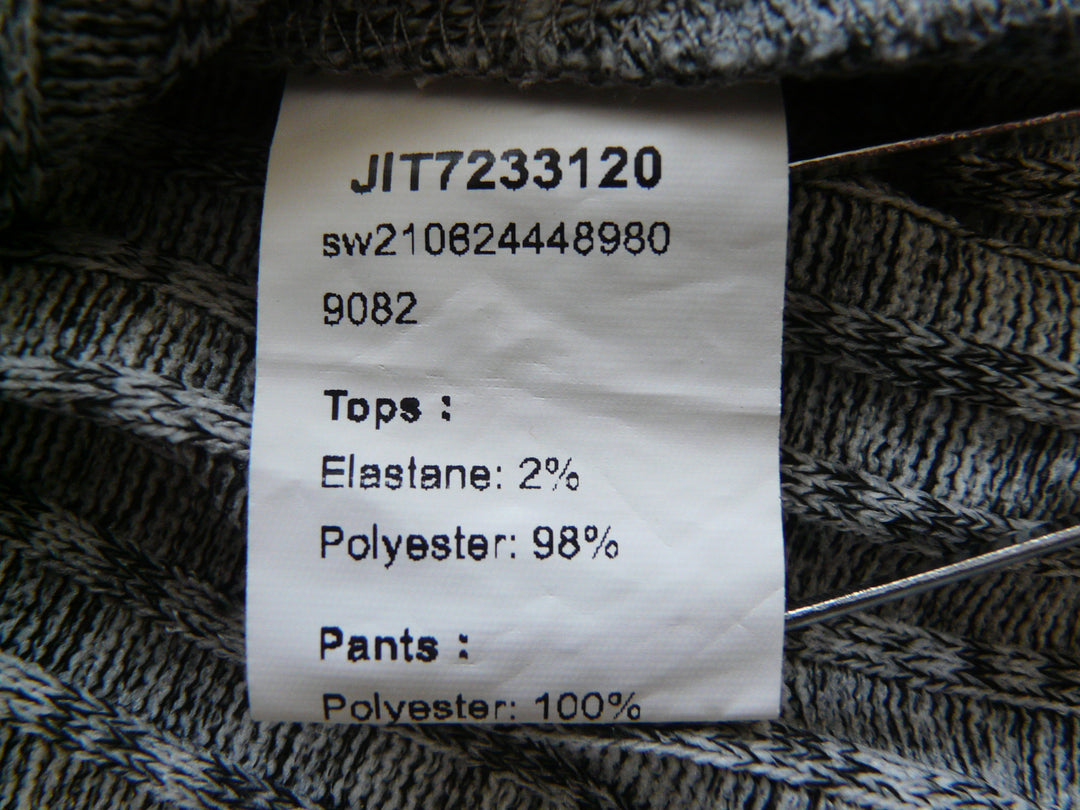 JIT7233120
sw210624448980
9082
Tops :
Elastane: 2%
Polyester: 98%
Pants :
Polyester: 100%